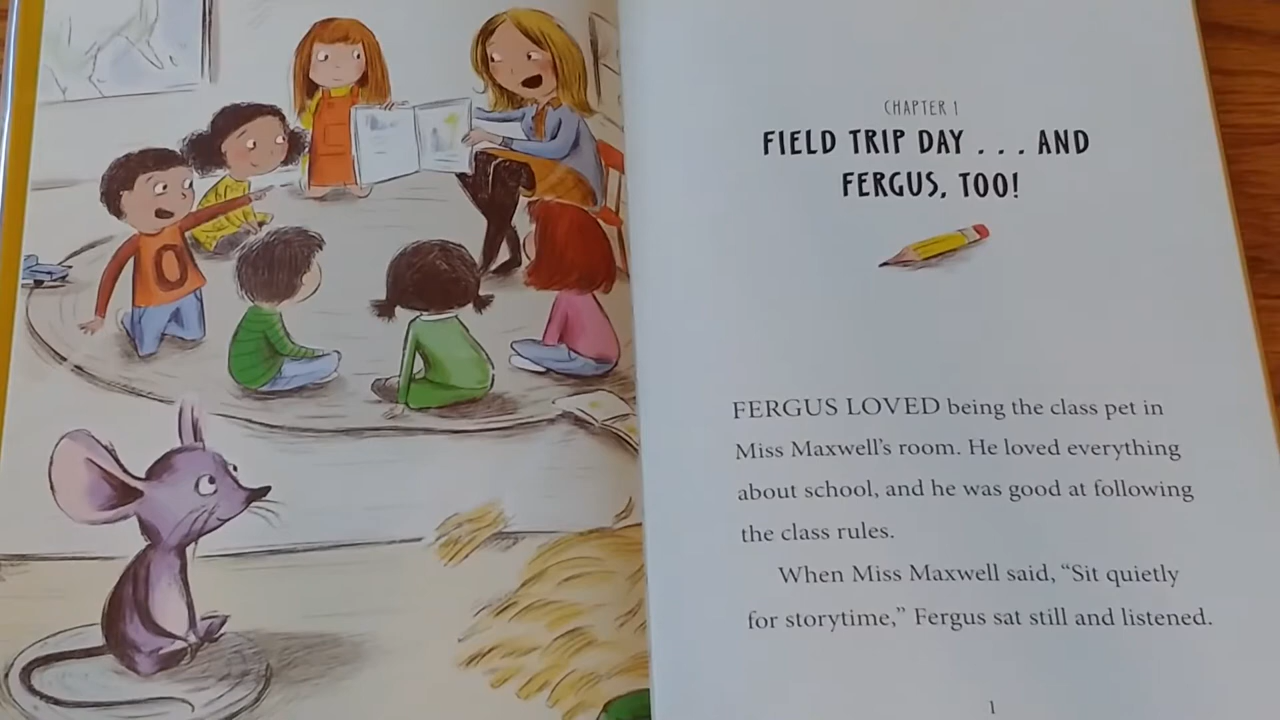 O
CHAPTER 1
FIELD TRIP DAY . . . AND
FERGUS, TOO!
FERGUS LOVED being the class pet in
Miss Maxwell’s room. He loved everything
about school, and he was good at following
the class rules.
When Miss Maxwell said, “Sit quietly
for storytime,” Fergus sat still and listened.
1